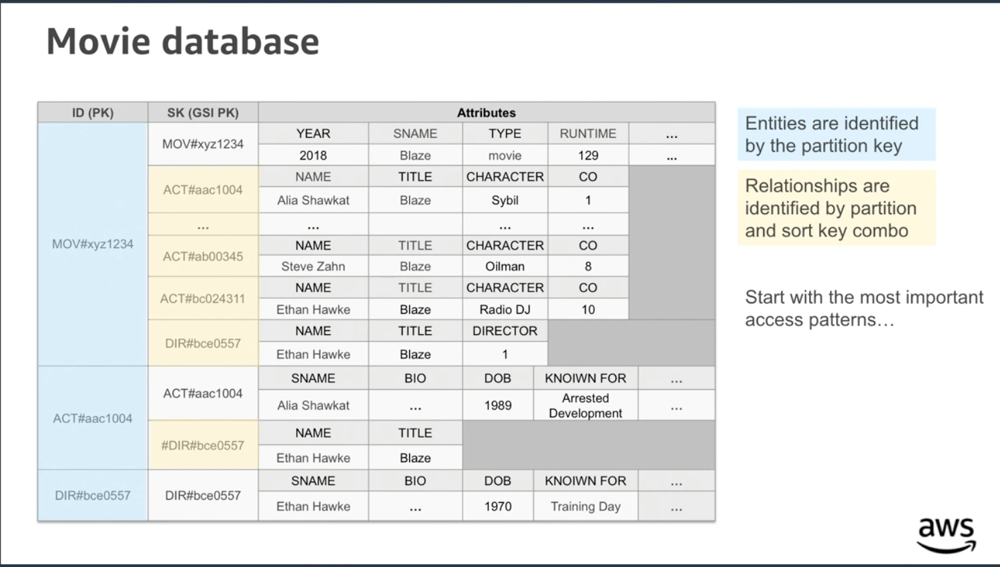 Movie database
ID (PK) SK (GSI PK) Attributes
MOV#xyz1234
MOV#xyz1234
YEAR SNAME TYPE RUNTIME ...
2018 Blaze movie 129 ...
ACT#aac1004
NAME TITLE CHARACTER CO
Alia Shawkat Blaze Sybil 1
... ... ... ...
ACT#ab00345
NAME TITLE CHARACTER CO
Steve Zahn Blaze Oilman 8
ACT#bc024311
NAME TITLE CHARACTER CO
Ethan Hawke Blaze Radio DJ 10
DIR#bce0557
NAME TITLE DIRECTOR
Ethan Hawke Blaze 1
ACT#aac1004
ACT#aac1004
SNAME BIO DOB KNOIWN FOR ...
Alia Shawkat ... 1989 Arrested Development ...
#DIR#bce0557
NAME TITLE
Ethan Hawke Blaze
DIR#bce0557
DIR#bce0557
SNAME BIO DOB KNOIWN FOR ...
Ethan Hawke ... 1970 Training Day ...
Entities are identified
by the partition key
Relationships are
identified by partition
and sort key combo
Start with the most important
access patterns...
aws